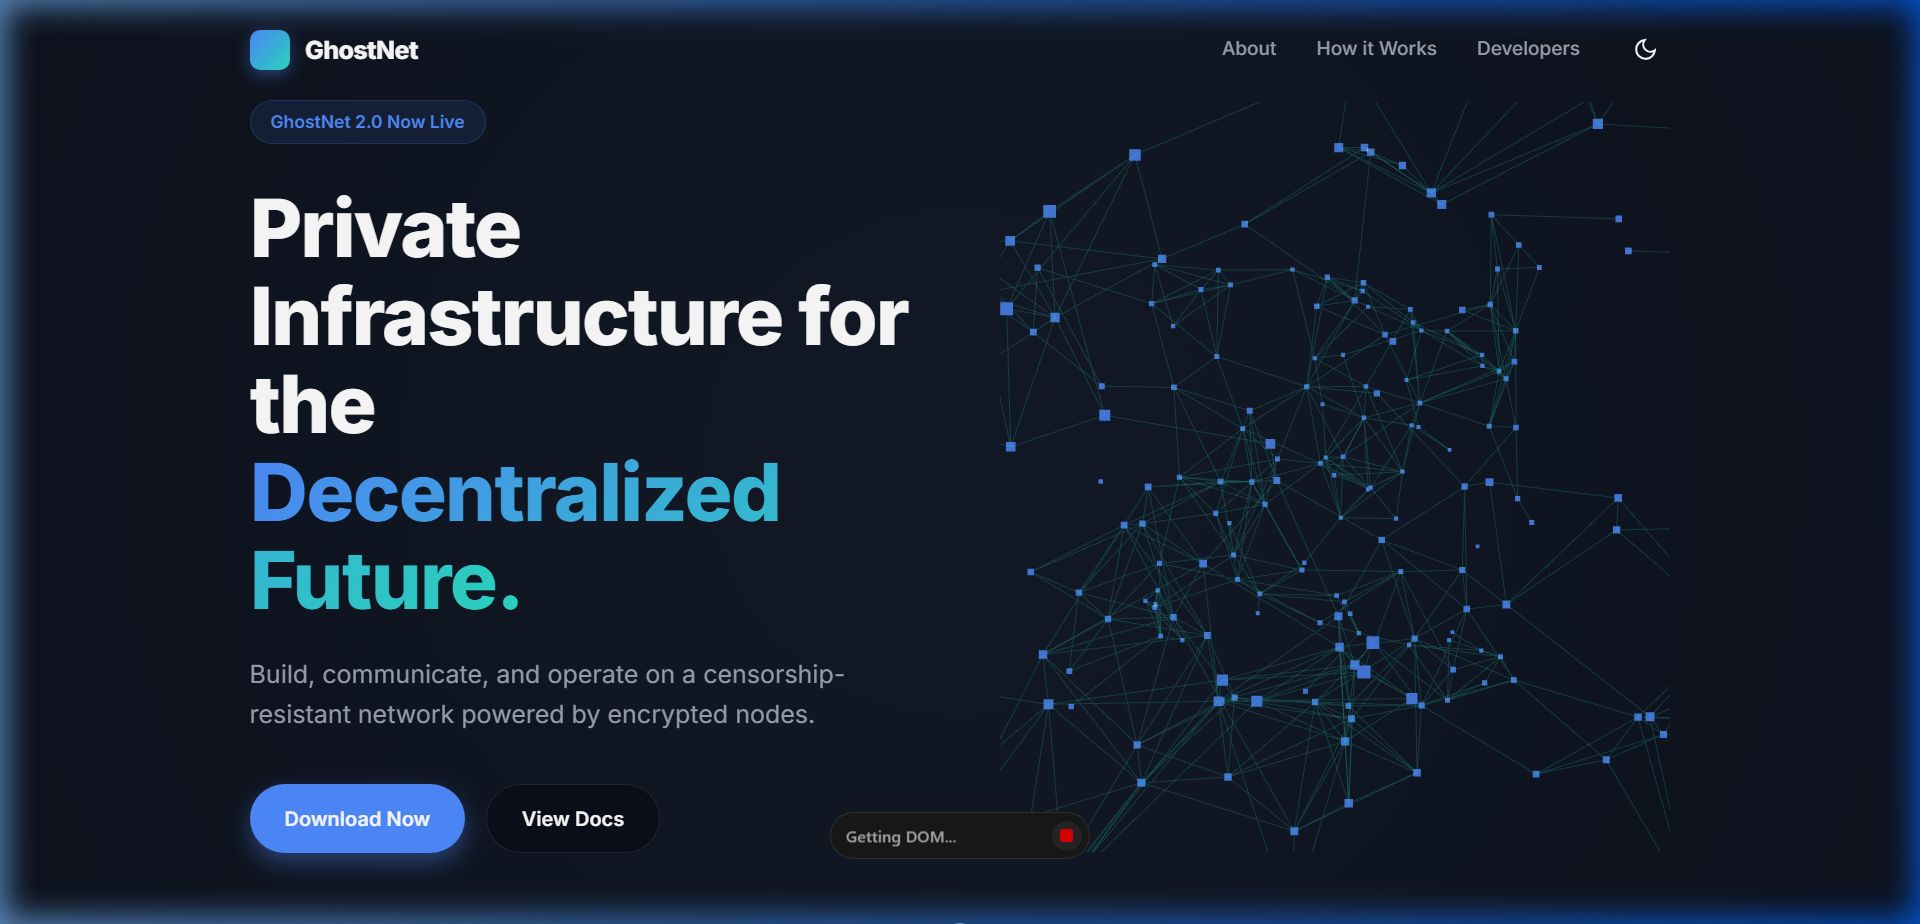 GhostNet
About
How it Works
Developers
GhostNet 2.0 Now Live
Private
Infrastructure for
the
Decentralized
Future.
Build, communicate, and operate on a censorship-
resistant network powered by encrypted nodes.
Download Now
View Docs
Getting DOM...